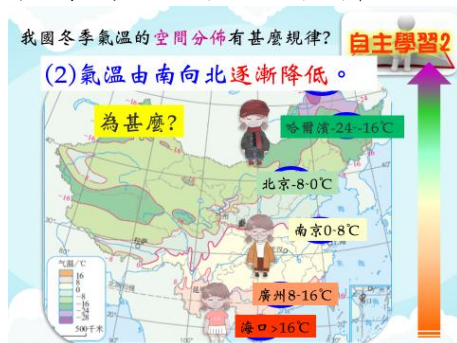 我國冬季氣溫的空間分佈有甚麼規律?
自主學習2
(2)氣溫由南向北逐漸降低。
為甚麼?
哈爾濱-24--16℃
北京-8-0℃
南京0-8℃
廣州8-16℃
海口>16℃
气温/℃
16
8
0
-8
-16
-24
-28
500千米